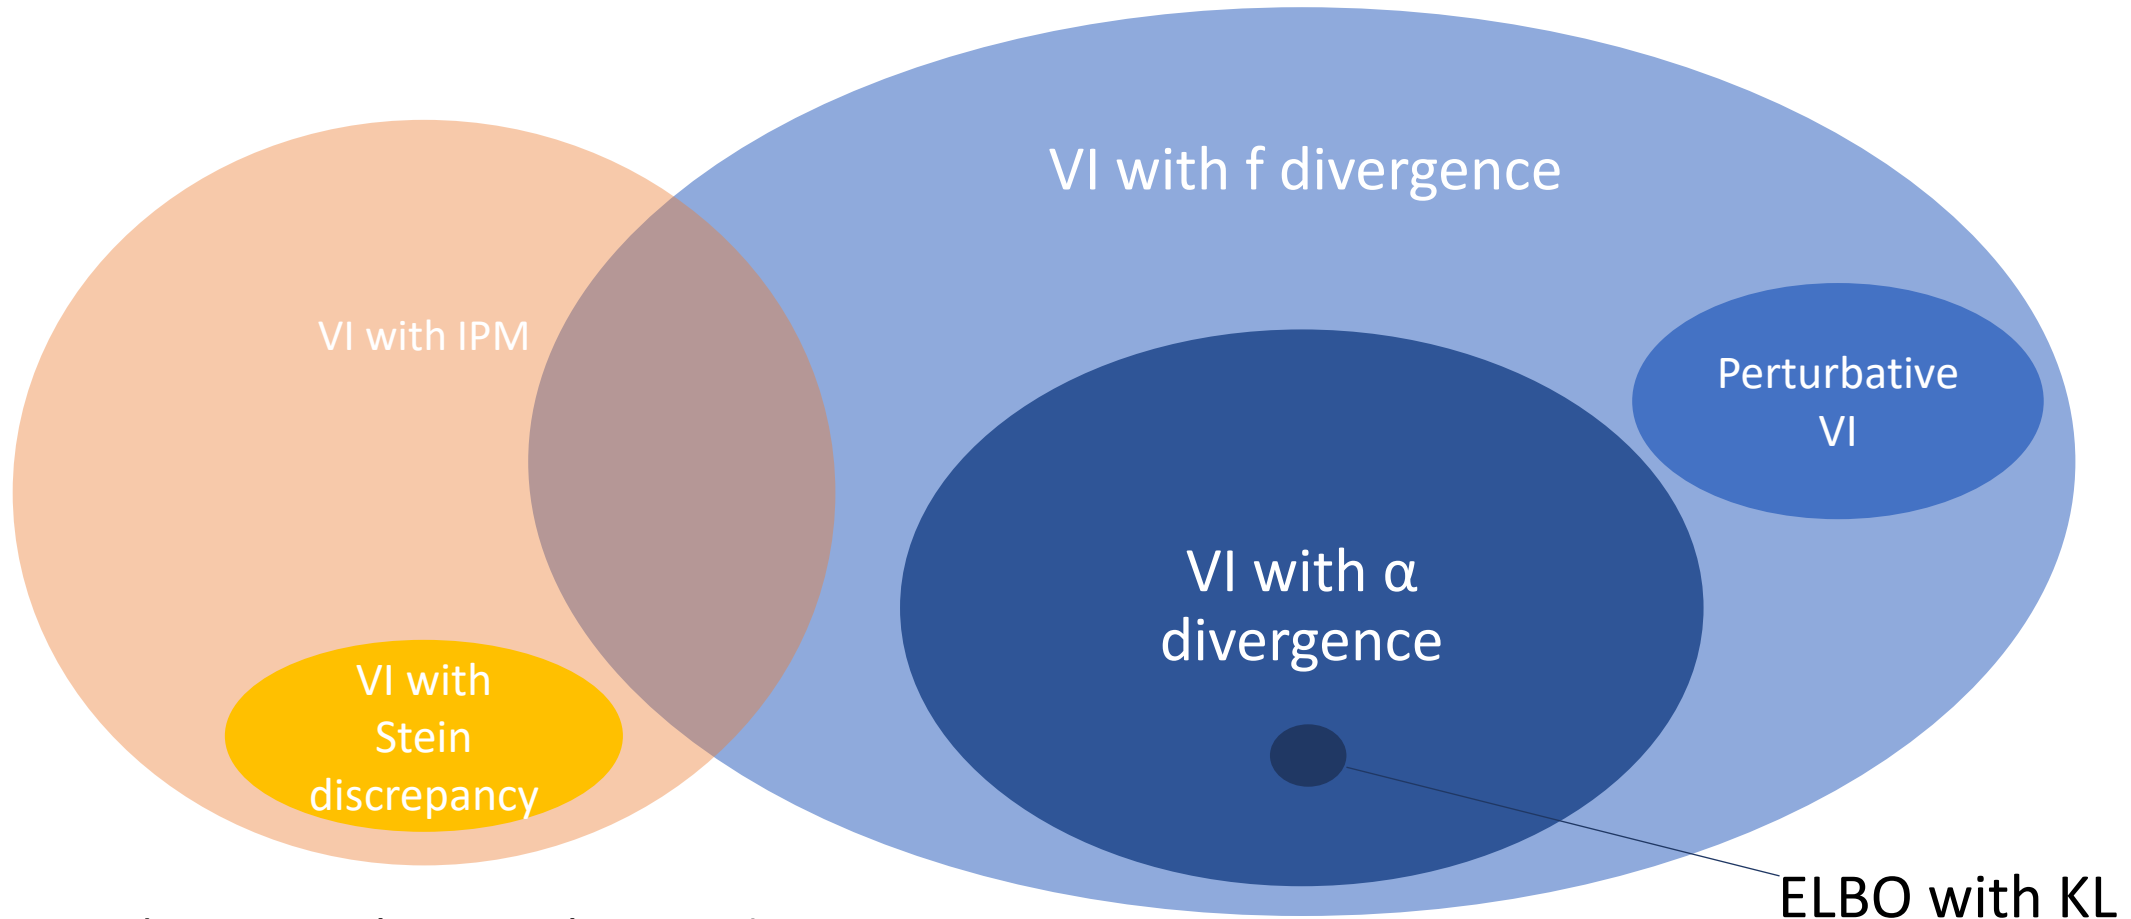 VI with f divergence
VI with IPM
Perturbative
VI
VI with α
divergence
VI with
Stein
discrepancy
ELBO with KL